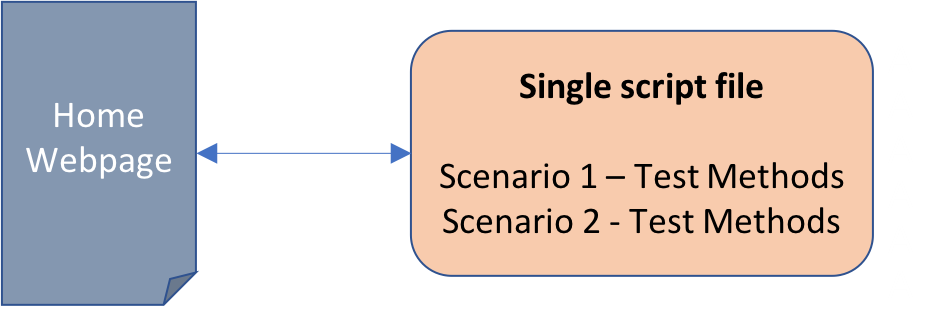 Home
Webpage
Single script file
Scenario 1 – Test Methods
Scenario 2 - Test Methods